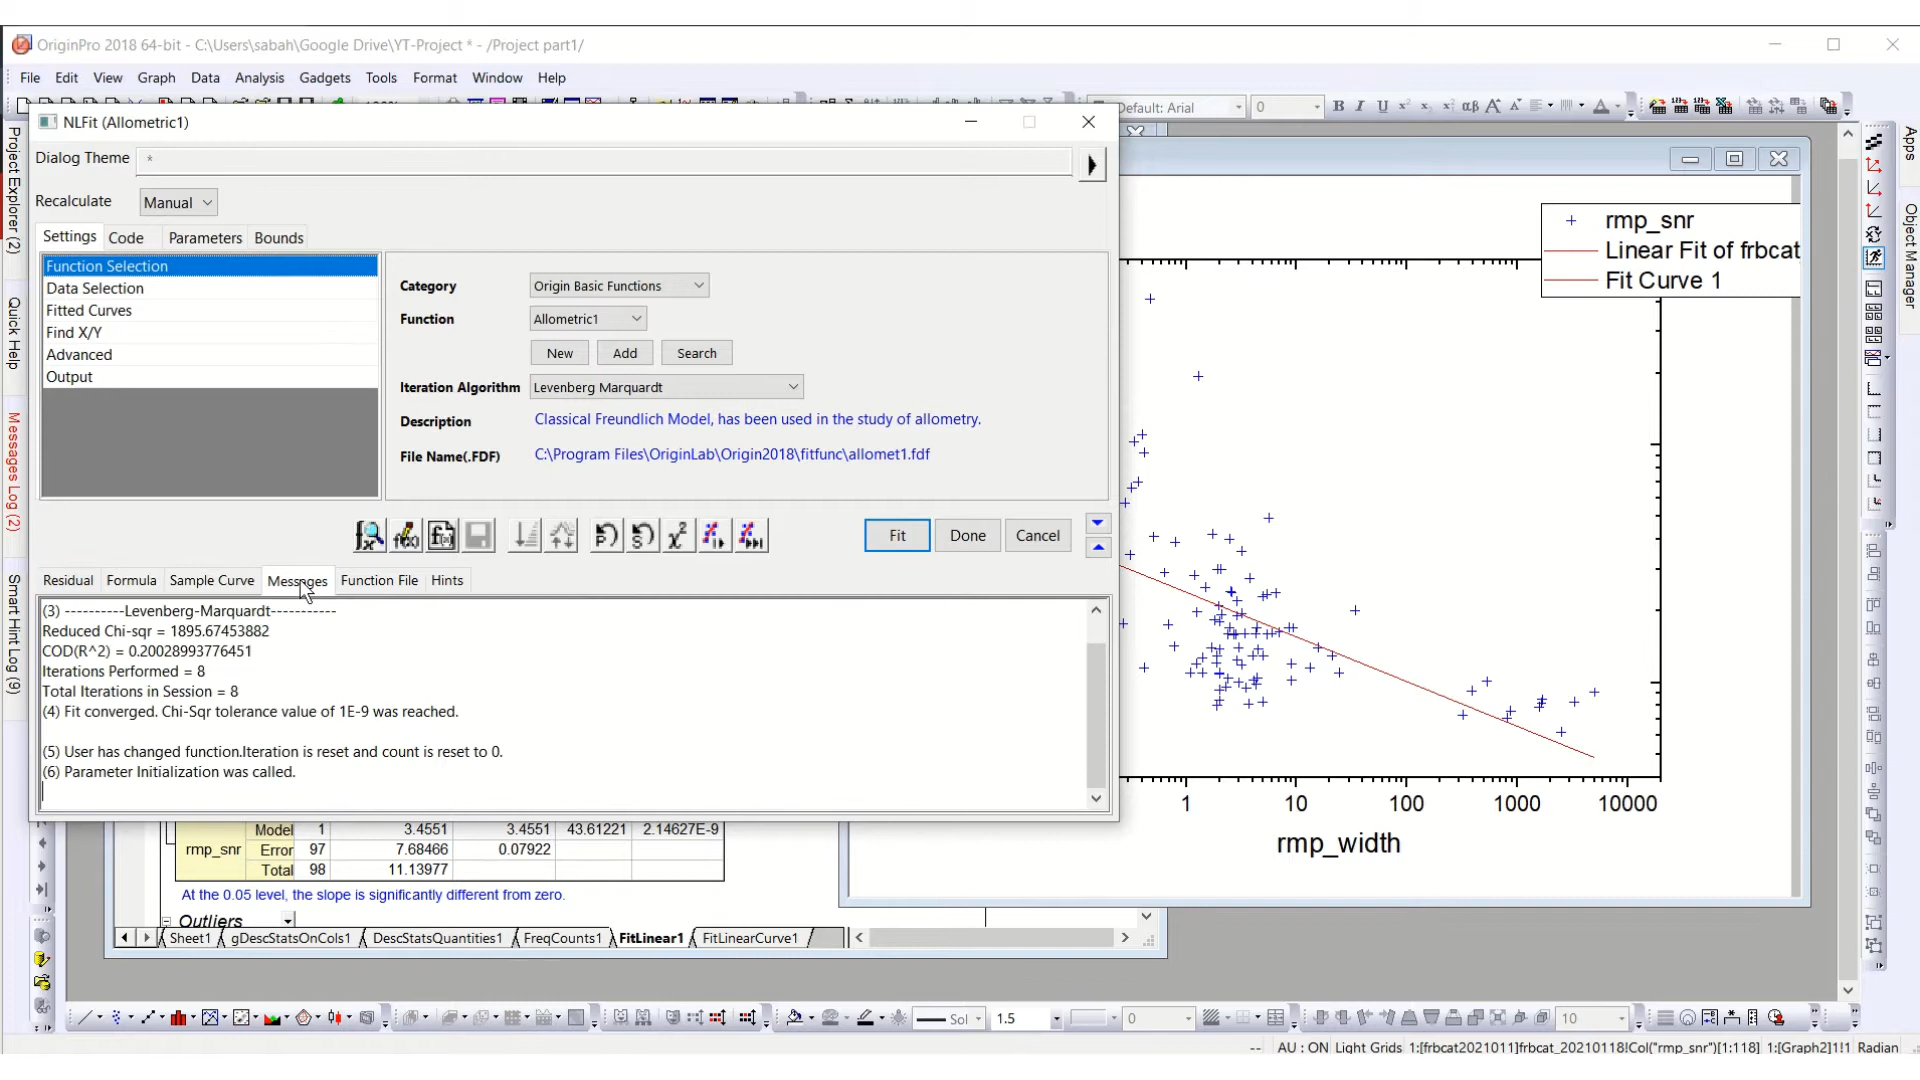 OriginPro 2018 64-bit - C:\Users\sabah\Google Drive\YT-Project * - /Project part1/
File Edit View Graph Data Analysis Gadgets Tools Format Window Help
Default: Arial 0 B I U
NLFit (Allometric1)
Dialog Theme *
Recalculate Manual
Settings Code Parameters Bounds
Function Selection
Data Selection
Fitted Curves
Find X/Y
Advanced
Output
Category Origin Basic Functions
Function Allometric1
New Add Search
Iteration Algorithm Levenberg Marquardt
Description Classical Freundlich Model, has been used in the study of allometry.
File Name(.FDF) C:\Program Files\OriginLab\Origin2018\fitfunc\allomet1.fdf
Fit Done Cancel
Residual Formula Sample Curve Messages Function File Hints
(3) ----------Levenberg-Marquardt-----------
Reduced Chi-sqr = 1895.67453882
COD(R^2) = 0.20028993776451
Iterations Performed = 8
Total Iterations in Session = 8
(4) Fit converged. Chi-Sqr tolerance value of 1E-9 was reached.
(5) User has changed function.Iteration is reset and count is reset to 0.
(6) Parameter Initialization was called.
rmp_snr
Linear Fit of frbcat
Fit Curve 1
1 10 100 1000 10000
rmp_width
Model 1 3.4551 3.4551 43.61221 2.14627E-9
rmp_snr Error 97 7.68466 0.07922
Total 98 11.13977
At the 0.05 level, the slope is significantly different from zero.
Outliers
Sheet1 gDescStatsOnCols1 DescStatsQuantities1 FreqCounts1 FitLinear1 FitLinearCurve1
Sol 1.5 0 10
-- AU : ON Light Grids 1:[frbcat2021011]frbcat_20210118!Col("rmp_snr")[1:118] 1:[Graph2]1!1 Radian
Project Explorer (2)
Quick Help
Messages Log (2)
Smart Hint Log (9)
Apps
Object Manager